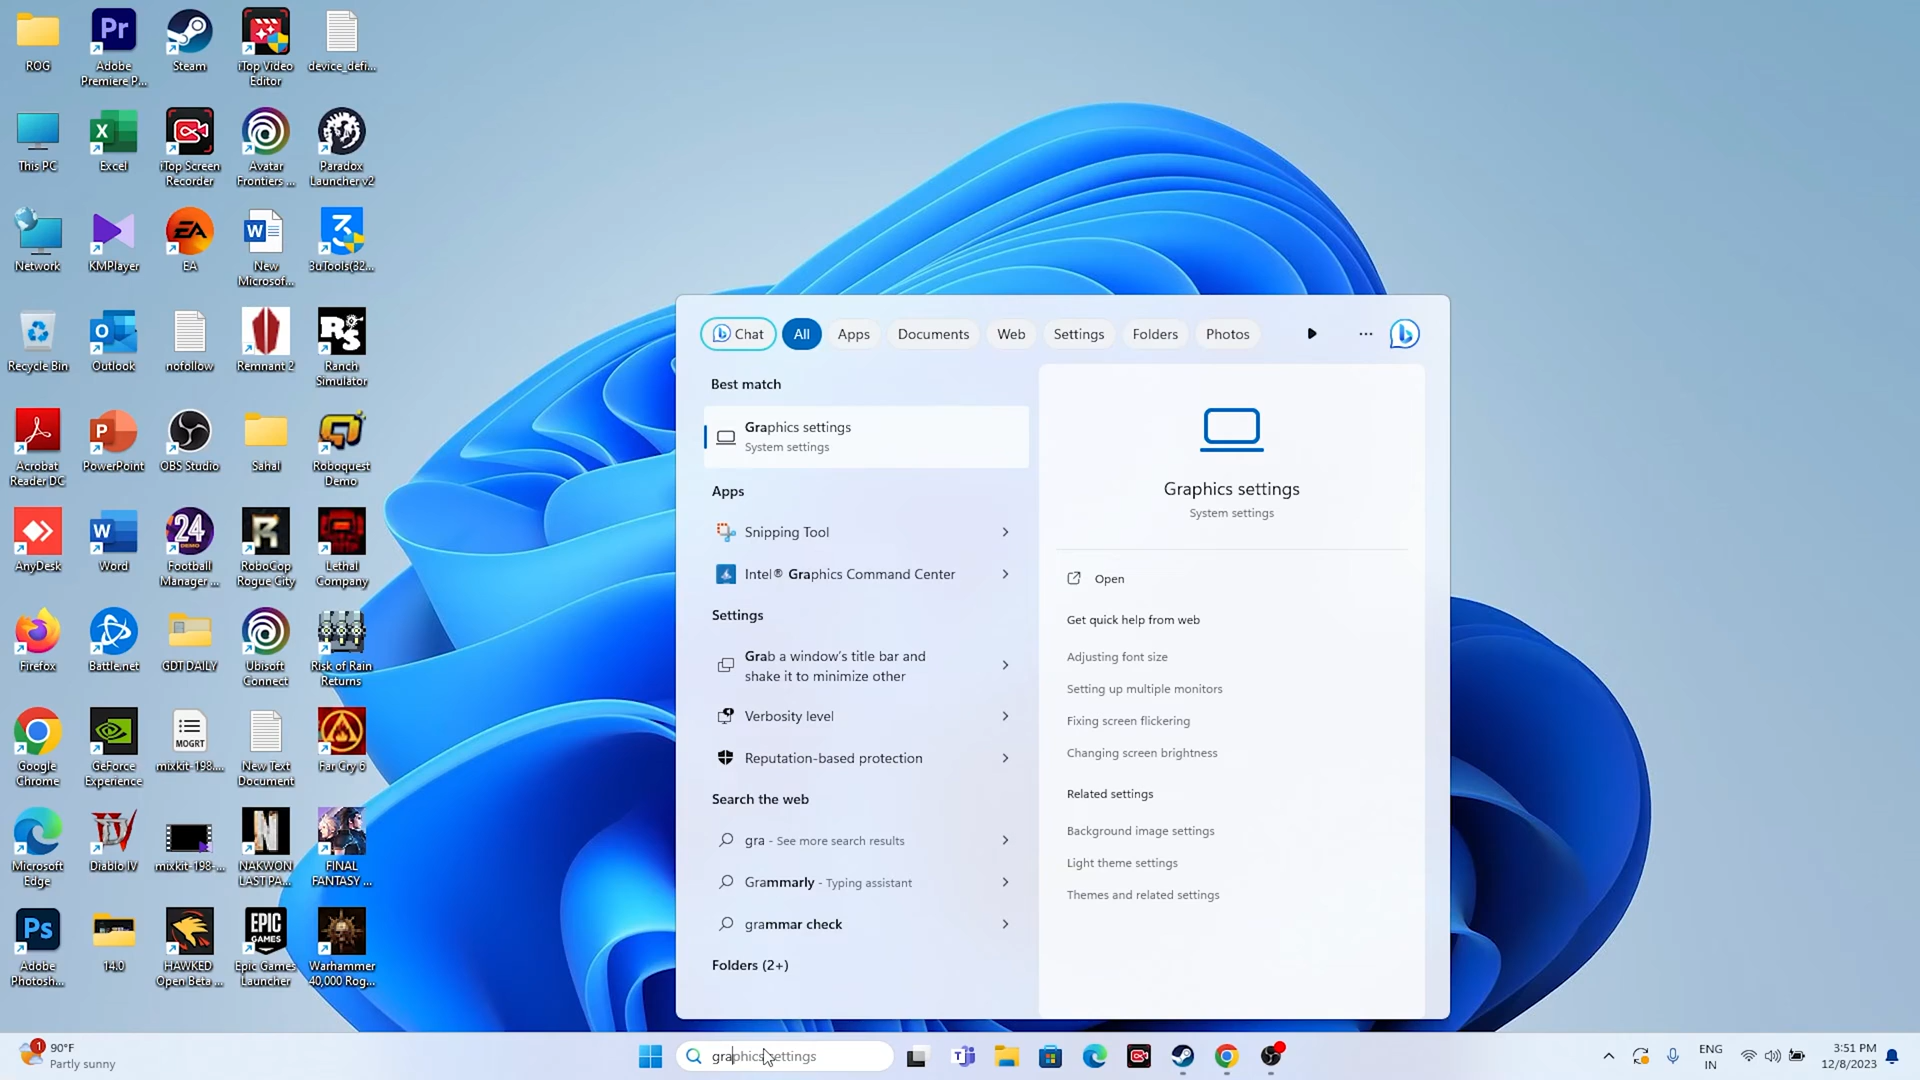 ROG
Adobe
Premiere P...
Steam
iTop Video
Editor
device_defi...
This PC
Excel
iTop Screen
Recorder
Avatar
Frontiers ...
Paradox
Launcher v2
Network
KMPlayer
EA
New
Microsof...
3uTools(32...
Recycle Bin
Outlook
nofollow
Remnant 2
Ranch
Simulator
Acrobat
Reader DC
PowerPoint
OBS Studio
Sahal
Roboquest
Demo
AnyDesk
Word
Football
Manager ...
RoboCop
Rogue City
Lethal
Company
Firefox
Battle.net
GDT DAILY
Ubisoft
Connect
Risk of Rain
Returns
Google
Chrome
GeForce
Experience
MOGRT
mixkit-198....
New Text
Document
Far Cry 6
Microsoft
Edge
Diablo IV
mixkit-198-...
NAKWON
LAST PA...
FINAL
FANTASY ...
Adobe
Photosh...
14.0
HAWKED
Open Beta ...
EPIC
GAMES
Epic Games
Launcher
Warhammer
40,000 Rog...
Chat
All
Apps
Documents
Web
Settings
Folders
Photos
Best match
Graphics settings
System settings
Apps
Snipping Tool
Intel® Graphics Command Center
Settings
Grab a window's title bar and
shake it to minimize other
Verbosity level
Reputation-based protection
Search the web
gra - See more search results
Grammarly - Typing assistant
grammar check
Folders (2+)
Graphics settings
System settings
Open
Get quick help from web
Adjusting font size
Setting up multiple monitors
Fixing screen flickering
Changing screen brightness
Related settings
Background image settings
Light theme settings
Themes and related settings
1
90°F
Partly sunny
graphics settings
ENG
IN
3:51 PM
12/8/2023